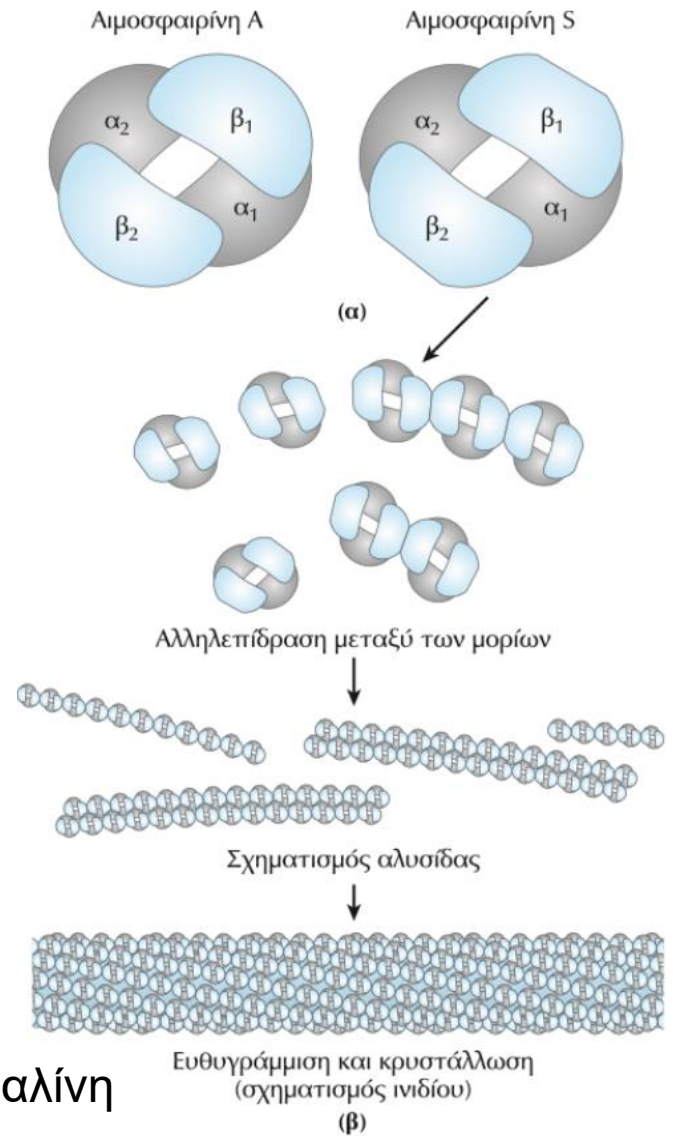 Αιμοσφαιρίνη Α Αιμοσφαιρίνη S
α₂ β₁ α₂ β₁
β₂ α₁ β₂ α₁
(α)
Αλληλεπίδραση μεταξύ των μορίων
Σχηματισμός αλυσίδας
Ευθυγράμμιση και κρυστάλλωση
αλίνη (σχηματισμός ινιδίου)
(β)